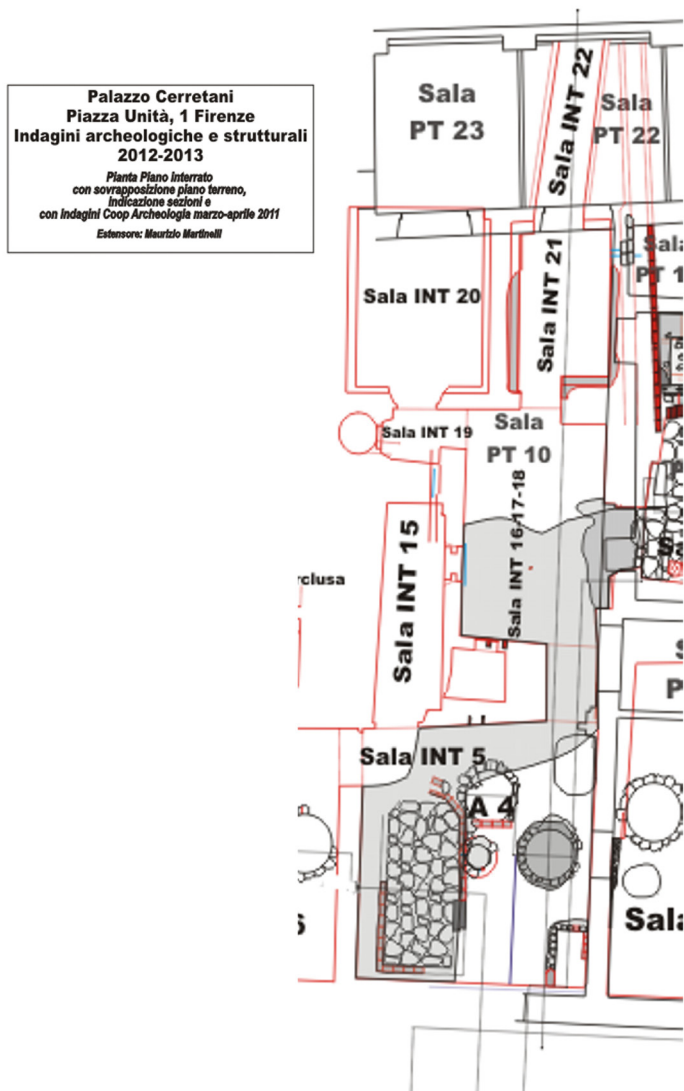 Palazzo Cerretani
Piazza Unità, 1 Firenze
Indagini archeologiche e strutturali
2012-2013
Pianta Piano interrato
con sovrapposizione piano terreno,
indicazione sezioni e
con indagini Coop Archeologia marzo-aprile 2011
Estensore: Maurizio Martinelli
Sala
PT 23
Sala INT 22
Sala
PT 22
Sala INT 20
Sala INT 21
Sala
PT 1
Sala INT 19
Sala
PT 10
Sala INT 16-17-18
Sala INT 15
rclusa
S
P
Sala INT 5
A 4
Sala